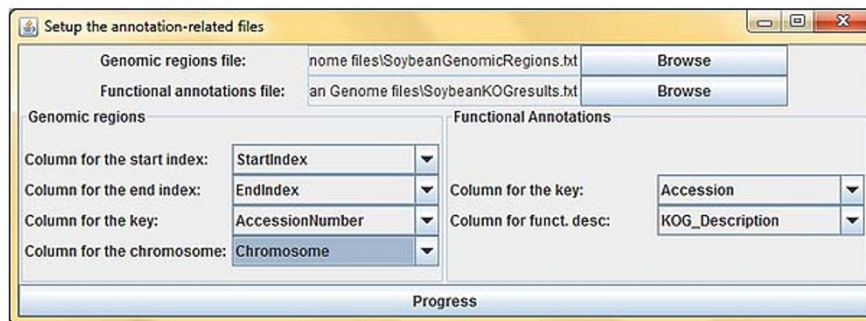 Setup the annotation-related files
Genomic regions file: nome files\SoybeanGenomicRegions.txt Browse
Functional annotations file: an Genome files\SoybeanKOGresults.txt Browse
Genomic regions Functional Annotations
Column for the start index: StartIndex
Column for the end index: EndIndex Column for the key: Accession
Column for the key: AccessionNumber Column for funct. desc: KOG_Description
Column for the chromosome: Chromosome
Progress